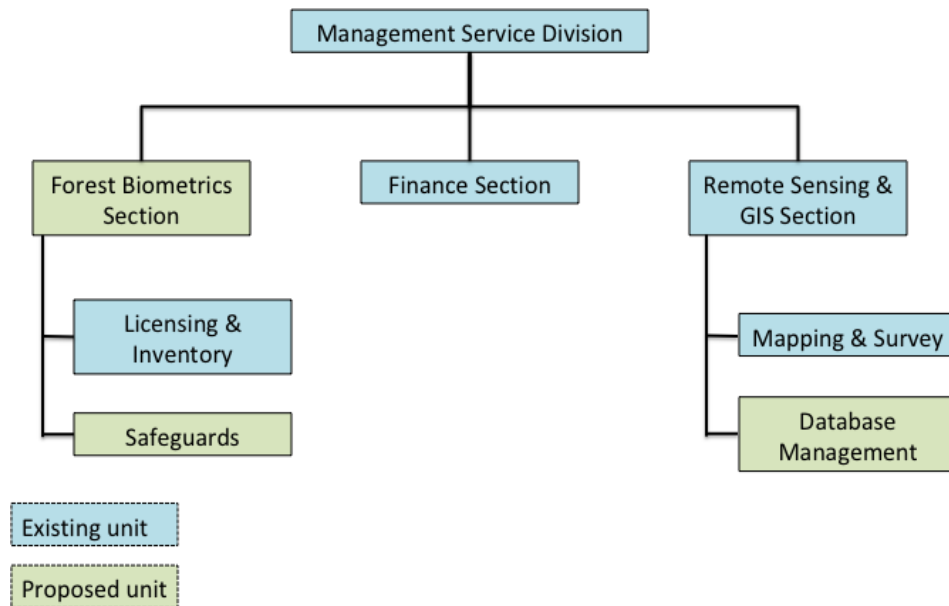 Management Service Division
Forest Biometrics
Section
Finance Section
Remote Sensing &
GIS Section
Licensing &
Inventory
Mapping & Survey
Safeguards
Database
Management
Existing unit
Proposed unit